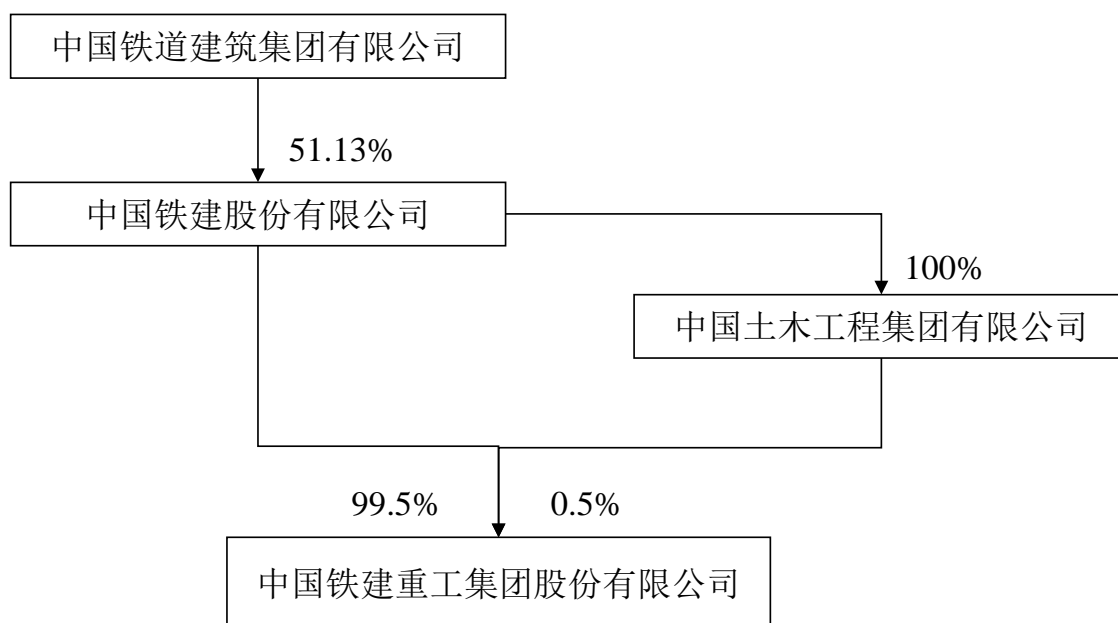 中国铁道建筑集团有限公司
51.13%
中国铁建股份有限公司
100%
中国土木工程集团有限公司
99.5%
0.5%
中国铁建重工集团股份有限公司